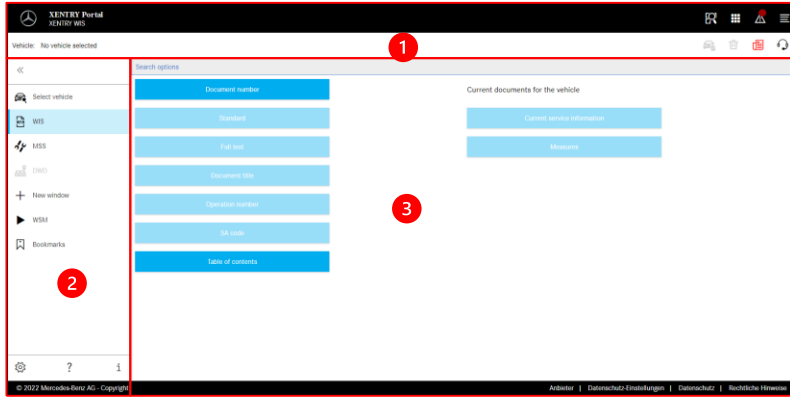 XENTRY Portal
XENTRY WIS
Vehicle: No vehicle selected
1
«
Search options
Select vehicle
WIS
MSS
DWD
New window
WSM
Bookmarks
2
Document number
Standard
Full text
Document title
Operation number
SA code
Table of contents
Current documents for the vehicle
Current service information
Measures
3
? i
© 2022 Mercedes-Benz AG - Copyright
Anbieter | Datenschutz-Einstellungen | Datenschutz | Rechtliche Hinweise